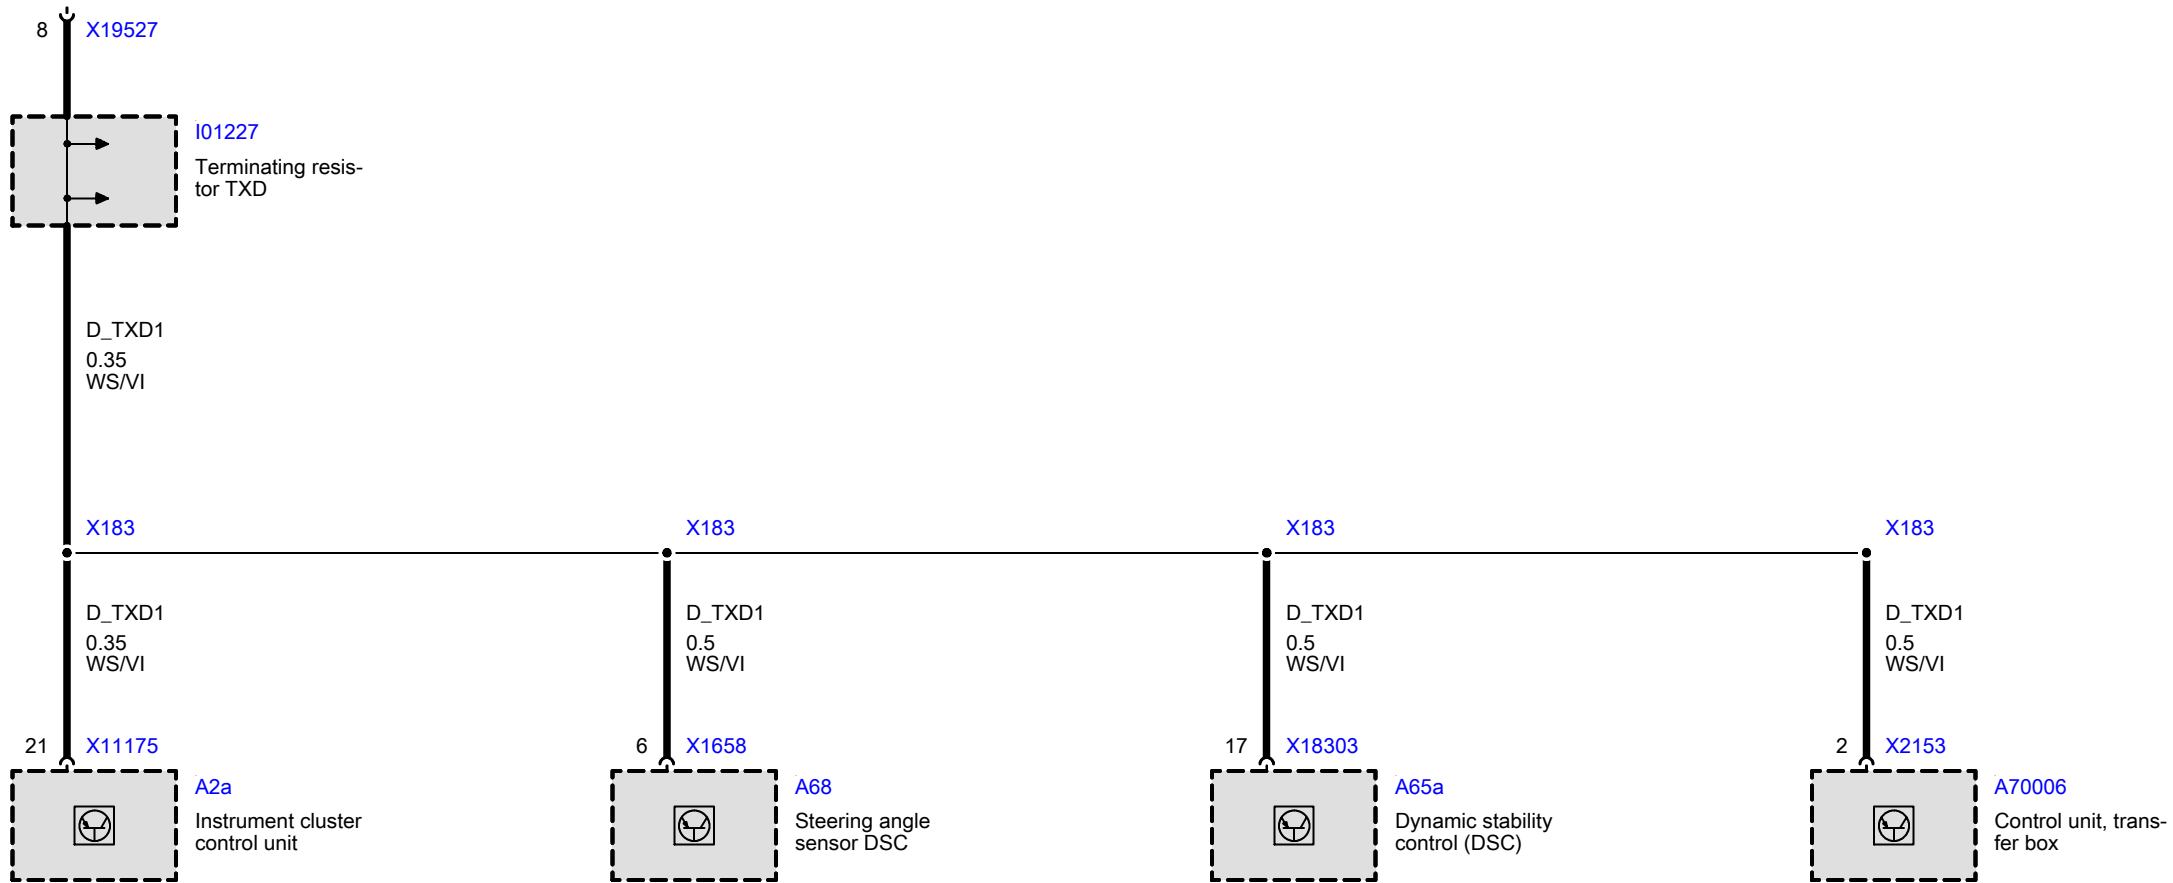 8 X19527
I01227
Terminating resis-
tor TXD
D_TXD1
0.35
WS/VI
X183 X183 X183 X183
D_TXD1 D_TXD1 D_TXD1 D_TXD1
0.35 0.5 0.5 0.5
WS/VI WS/VI WS/VI WS/VI
21 X11175 6 X1658 17 X18303 2 X2153
A2a
Instrument cluster
control unit
A68
Steering angle
sensor DSC
A65a
Dynamic stability
control (DSC)
A70006
Control unit, trans-
fer box